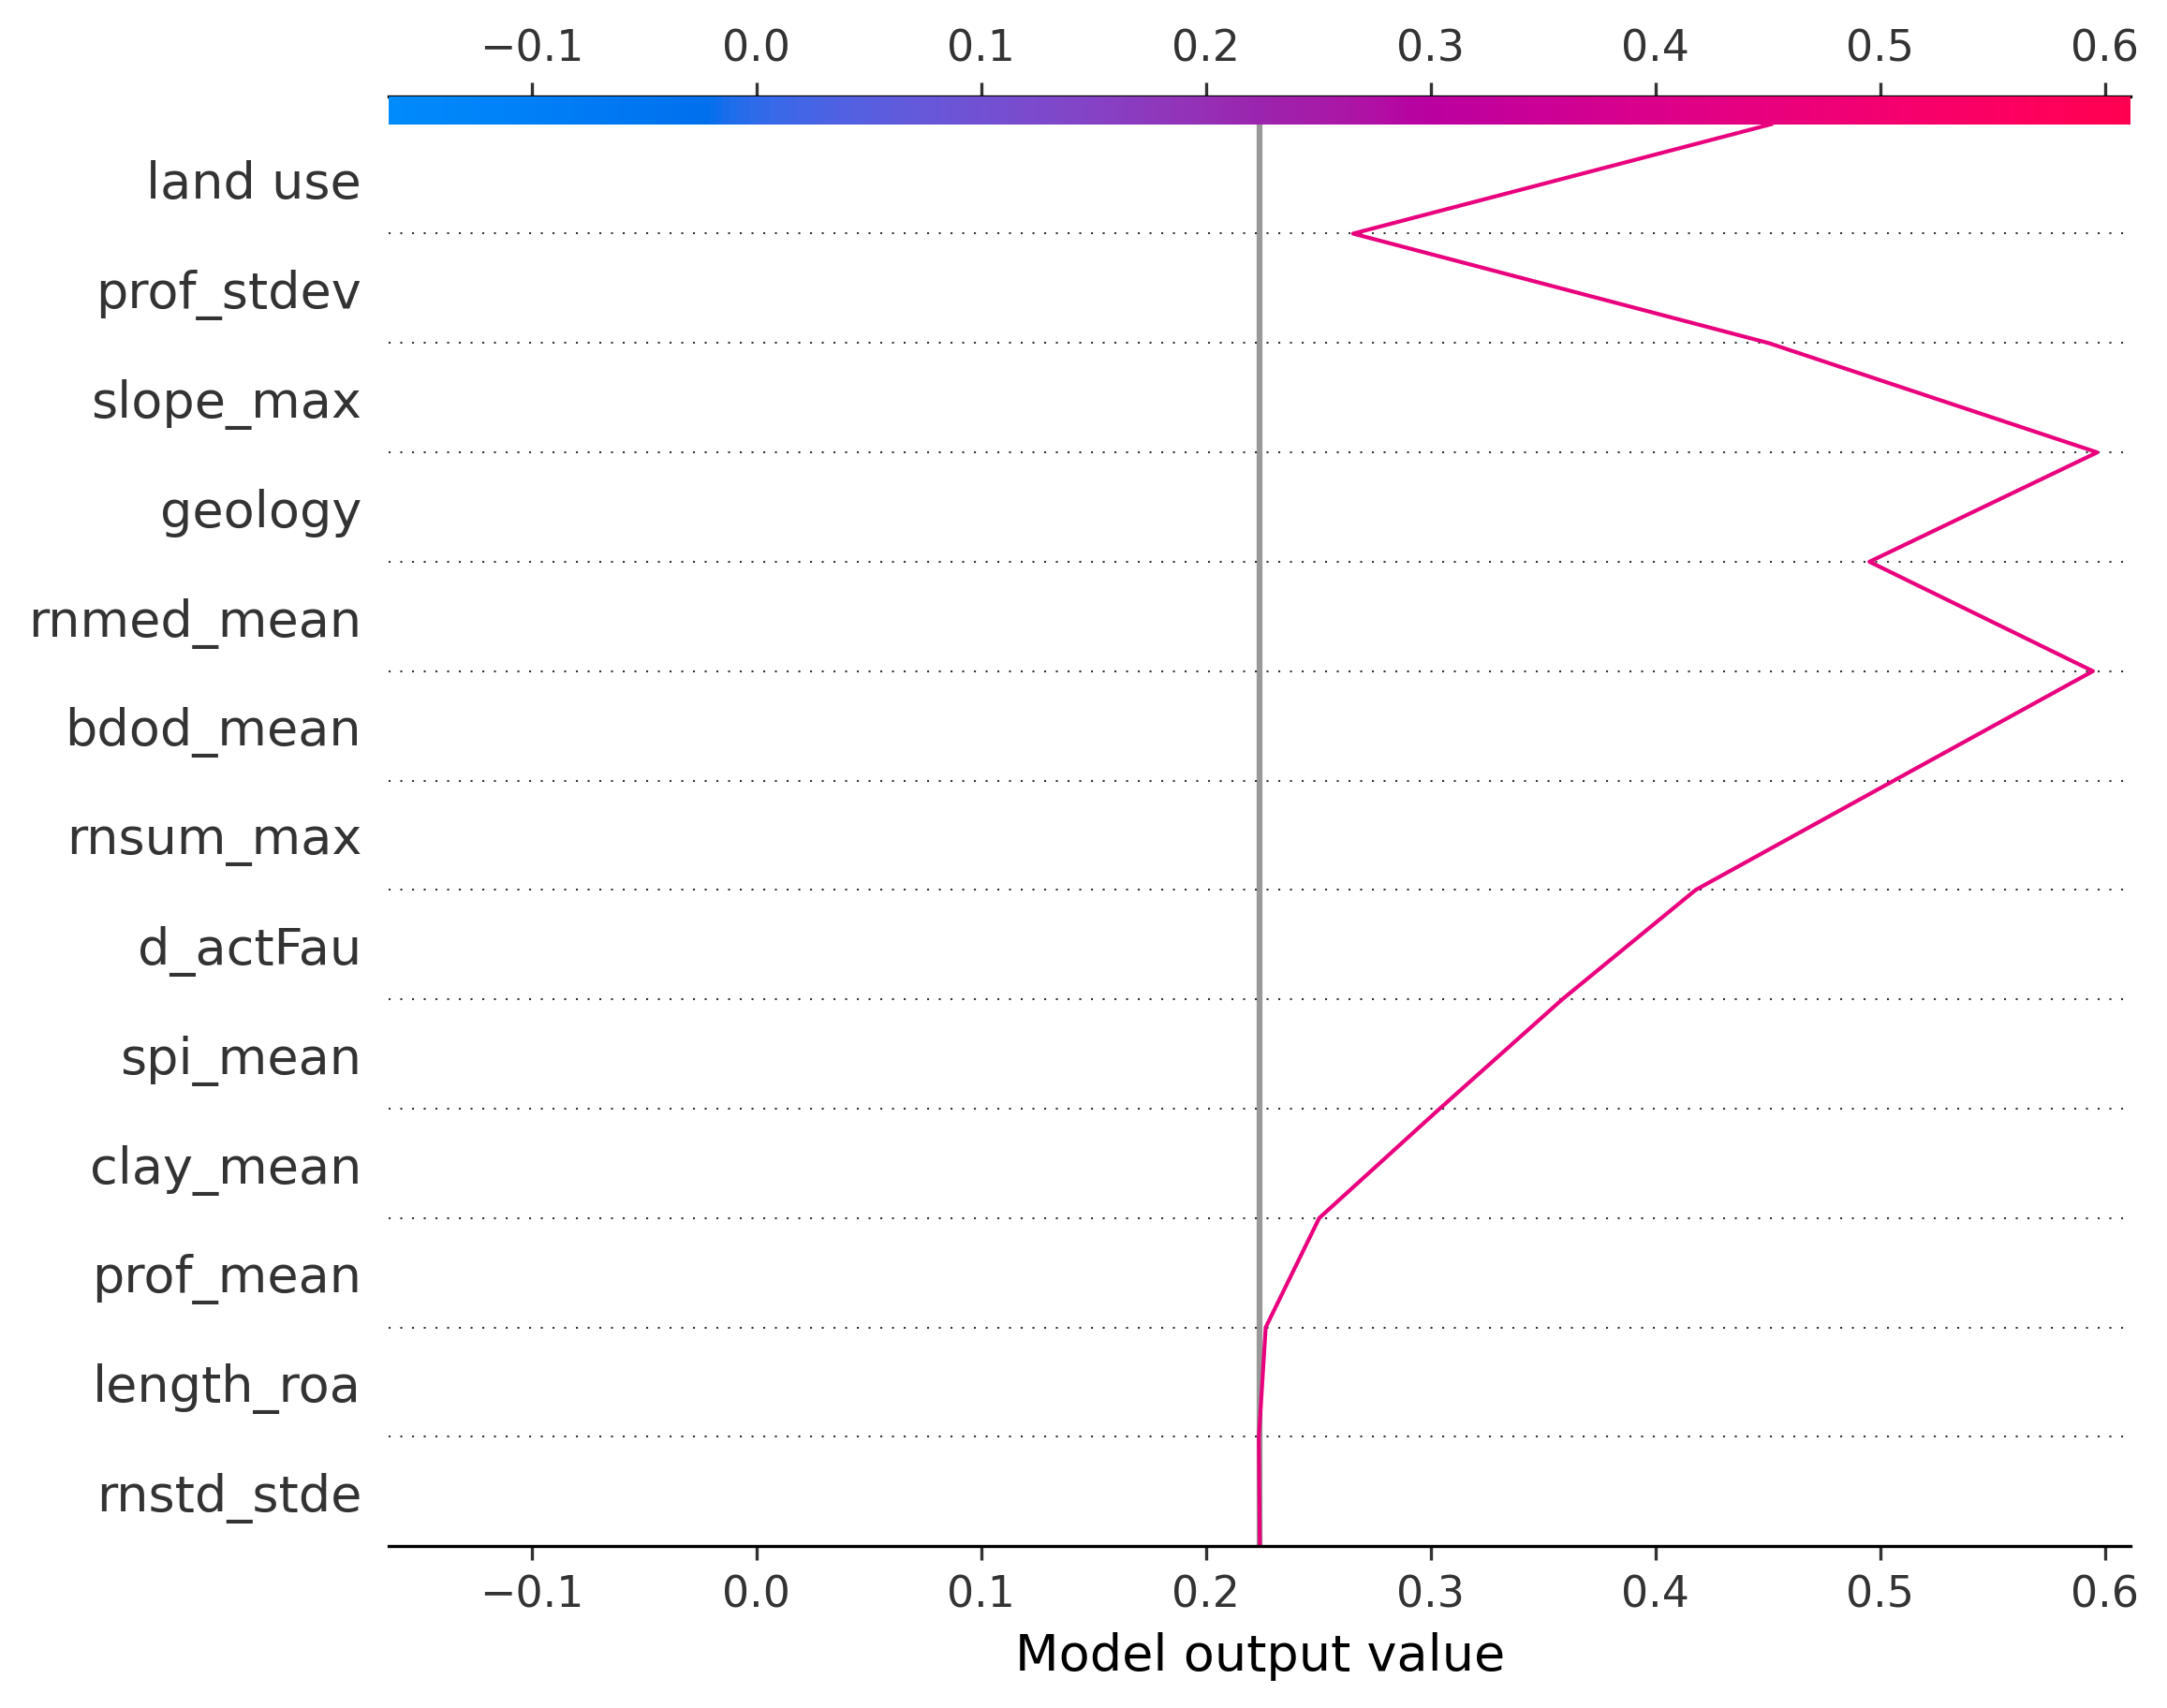 −0.1 0.0 0.1 0.2 0.3 0.4 0.5 0.6
land use
prof_stdev
slope_max
geology
rnmed_mean
bdod_mean
rnsum_max
d_actFau
spi_mean
clay_mean
prof_mean
length_roa
rnstd_stde
−0.1 0.0 0.1 0.2 0.3 0.4 0.5 0.6
Model output value